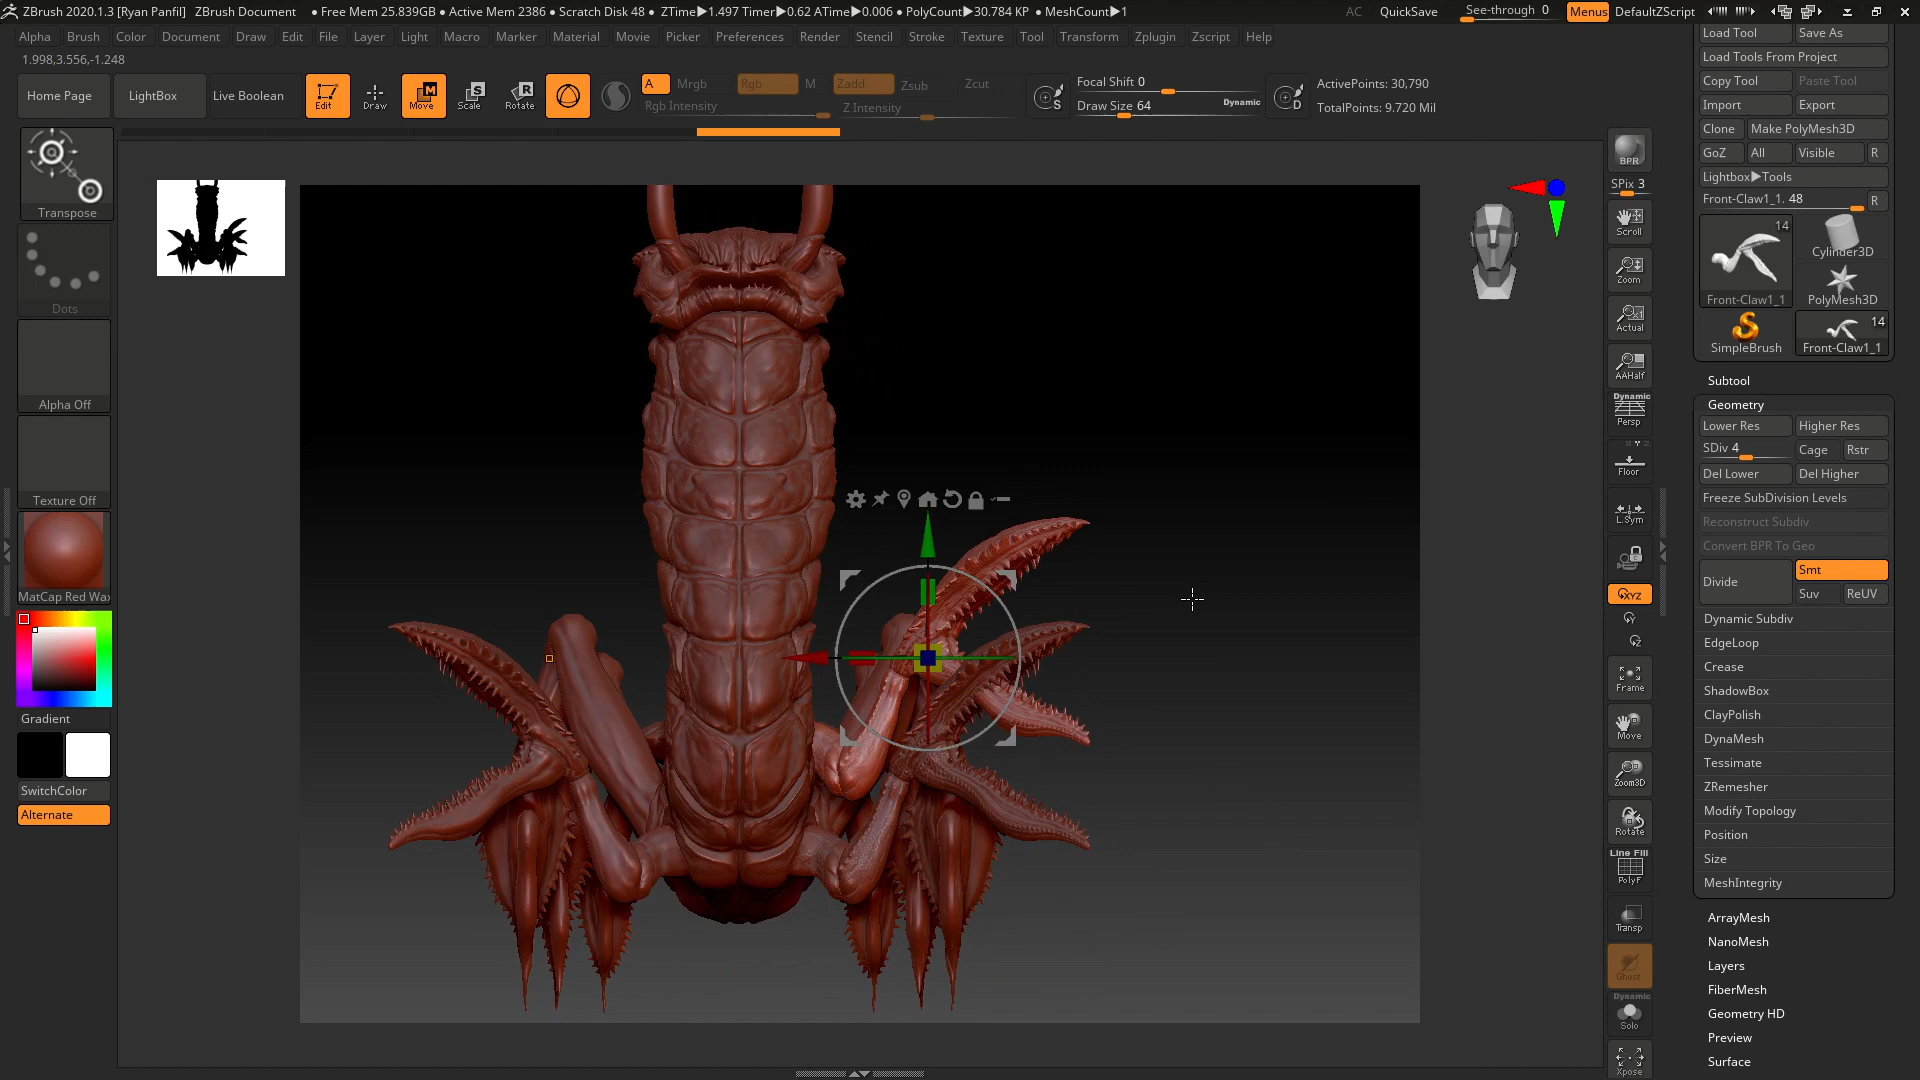 ZBrush 2020.1.3 [Ryan Panfil] ZBrush Document ● Free Mem 25.839GB ● Active Mem 2386 ● Scratch Disk 48 ● ZTime▶1.497 Timer▶0.62 ATime▶0.006 ● PolyCount▶30.784 KP ● MeshCount▶1 AC QuickSave See-through 0 Menus DefaultZScript
Alpha Brush Color Document Draw Edit File Layer Light Macro Marker Material Movie Picker Preferences Render Stencil Stroke Texture Tool Transform Zplugin Zscript Help
1.998,3.556,-1.248
Home Page LightBox Live Boolean Edit Draw Move Scale Rotate
A Mrgb Rgb M Zadd Zsub Zcut
Rgb Intensity Z Intensity
Focal Shift 0
Draw Size 64 Dynamic
S D
ActivePoints: 30,790
TotalPoints: 9.720 Mil
Transpose
Dots
Alpha Off
Texture Off
MatCap Red Wax
Gradient
SwitchColor
Alternate
BPR
SPix 3
Scroll
Zoom
Actual
AAHalf
Dynamic
Persp
Floor
L.Sym
XYZ
Frame
Move
Zoom3D
Rotate
Line Fill
PolyF
Transp
Ghost
Dynamic
Solo
Xpose
Load Tool Save As
Load Tools From Project
Copy Tool Paste Tool
Import Export
Clone Make PolyMesh3D
GoZ All Visible R
Lightbox▶Tools
Front-Claw1_1. 48 R
14
Front-Claw1_1
Cylinder3D
PolyMesh3D
SimpleBrush
14
Front-Claw1_1
Subtool
Geometry
Lower Res Higher Res
SDiv 4 Cage Rstr
Del Lower Del Higher
Freeze SubDivision Levels
Reconstruct Subdiv
Convert BPR To Geo
Divide Smt
Suv ReUV
Dynamic Subdiv
EdgeLoop
Crease
ShadowBox
ClayPolish
DynaMesh
Tessimate
ZRemesher
Modify Topology
Position
Size
MeshIntegrity
ArrayMesh
NanoMesh
Layers
FiberMesh
Geometry HD
Preview
Surface